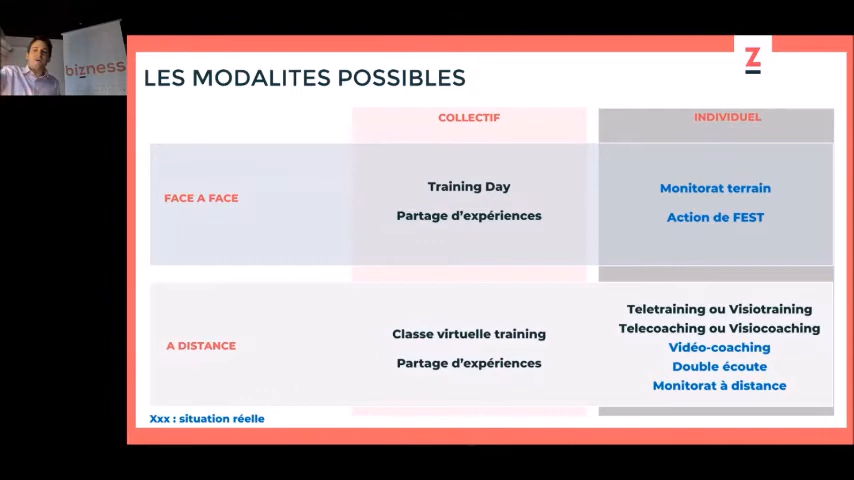 bizness
Z
LES MODALITES POSSIBLES
COLLECTIF
INDIVIDUEL
FACE A FACE
Training Day
Partage d’expériences
Monitorat terrain
Action de FEST
A DISTANCE
Classe virtuelle training
Partage d’expériences
Teletraining ou Visiotraining
Telecoaching ou Visiocoaching
Vidéo-coaching
Double écoute
Monitorat à distance
Xxx : situation réelle